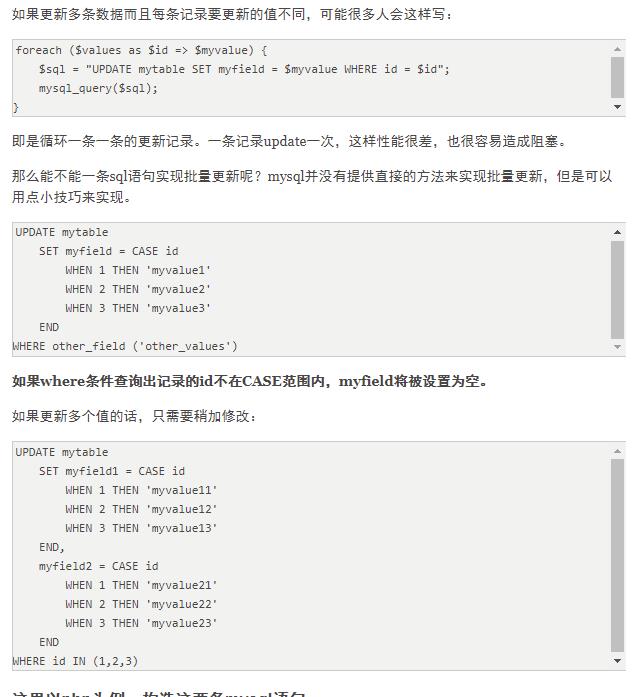 如果更新多条数据而且每条记录要更新的值不同，可能很多人会这样写：
foreach ($values as $id => $myvalue) {
    $sql = "UPDATE mytable SET myfield = $myvalue WHERE id = $id";
    mysql_query($sql);
}
即是循环一条一条的更新记录。一条记录update一次，这样性能很差，也很容易造成阻塞。
那么能不能一条sql语句实现批量更新呢？mysql并没有提供直接的方法来实现批量更新，但是可以
用点小技巧来实现。
UPDATE mytable
    SET myfield = CASE id
        WHEN 1 THEN 'myvalue1'
        WHEN 2 THEN 'myvalue2'
        WHEN 3 THEN 'myvalue3'
    END
WHERE other_field ('other_values')
如果where条件查询出记录的id不在CASE范围内，myfield将被设置为空。
如果更新多个值的话，只需要稍加修改：
UPDATE mytable
    SET myfield1 = CASE id
        WHEN 1 THEN 'myvalue11'
        WHEN 2 THEN 'myvalue12'
        WHEN 3 THEN 'myvalue13'
    END,
    myfield2 = CASE id
        WHEN 1 THEN 'myvalue21'
        WHEN 2 THEN 'myvalue22'
        WHEN 3 THEN 'myvalue23'
    END
WHERE id IN (1,2,3)